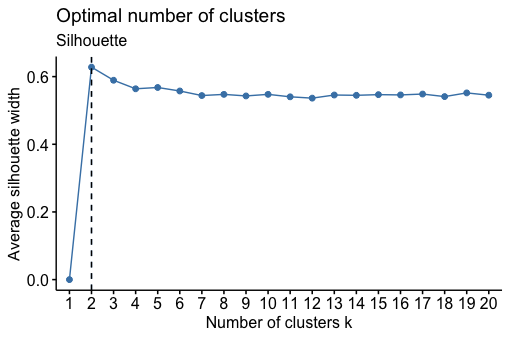 Optimal number of clusters
Silhouette
Average silhouette width
0.6
0.4
0.2
0.0
1 2 3 4 5 6 7 8 9 10 11 12 13 14 15 16 17 18 19 20
Number of clusters k